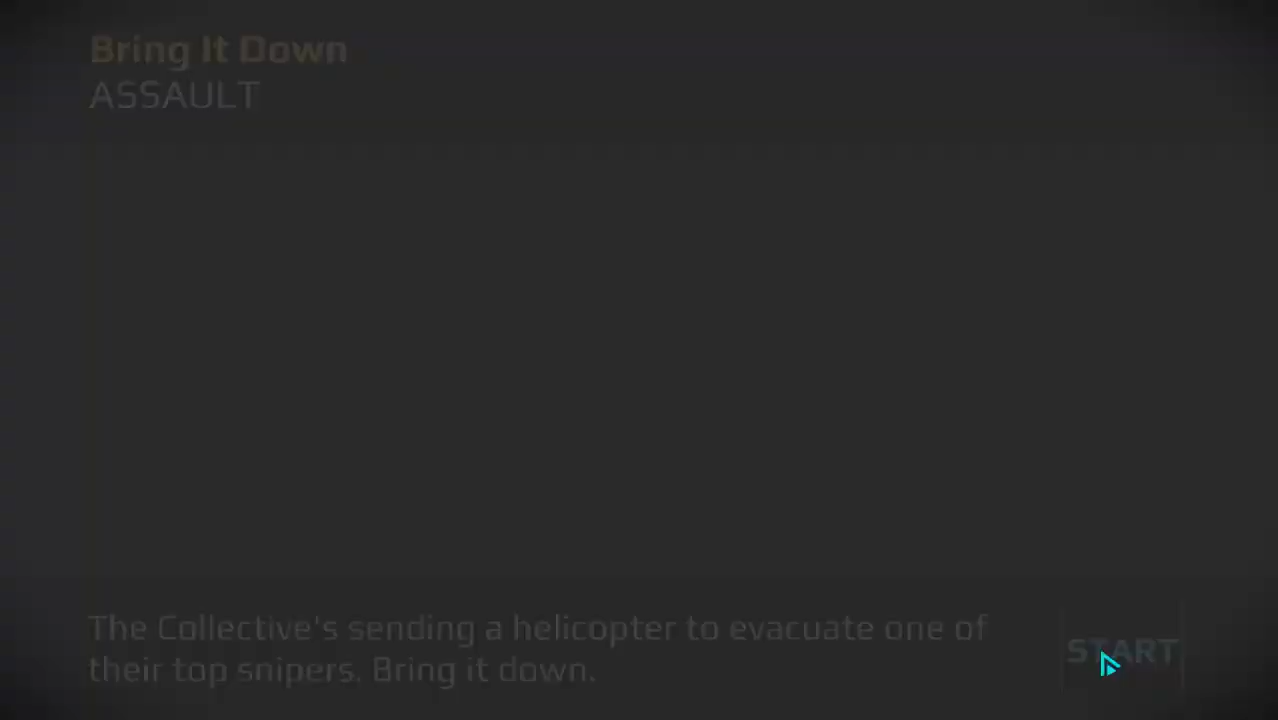 Bring It Down
ASSAULT
The Collective's sending a helicopter to evacuate one of
their top snipers. Bring it down.
START